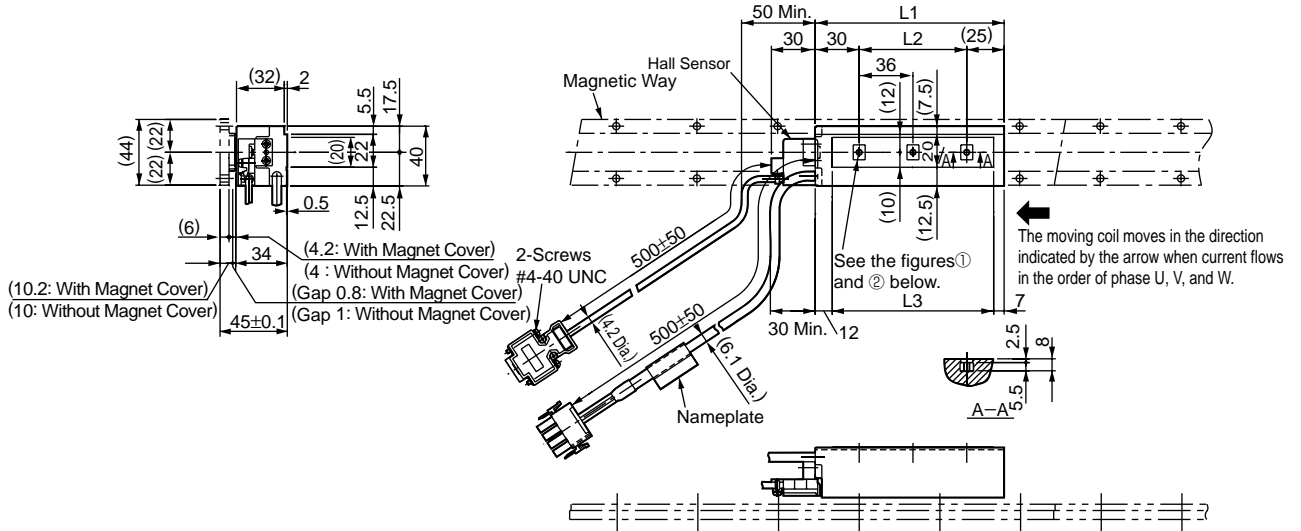 50 Min.
L1
30
30
L2
(25)
Hall Sensor
36
Magnetic Way
(12)
(7.5)
20
A
A
(10)
(12.5)
(32)
2
5.5
17.5
(44)
(22)
(22)
(20)
22
40
0.5
12.5
22.5
(6)
34
(4.2: With Magnet Cover)
(4 : Without Magnet Cover)
(10.2: With Magnet Cover)
(10: Without Magnet Cover)
(Gap 0.8: With Magnet Cover)
(Gap 1: Without Magnet Cover)
45±0.1
2-Screws
#4-40 UNC
500±50
(4.2 Dia.)
500±50
(6.1 Dia.)
Nameplate
See the figures①
and ② below.
The moving coil moves in the direction
indicated by the arrow when current flows
in the order of phase U, V, and W.
30 Min.
12
L3
7
2.5
8
5.5
A-A